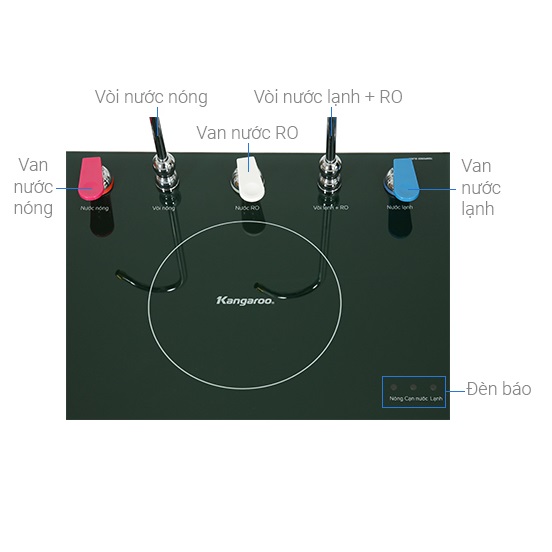 Vòi nước nóng
Vòi nước lạnh + RO
Van nước RO
Van
nước
nóng
Van
nước
lạnh
Nước nóng
Vòi nóng
Nước RO
Vòi lạnh + RO
Nước lạnh
Kangaroo
Đèn báo
Nóng Cạn nước Lạnh